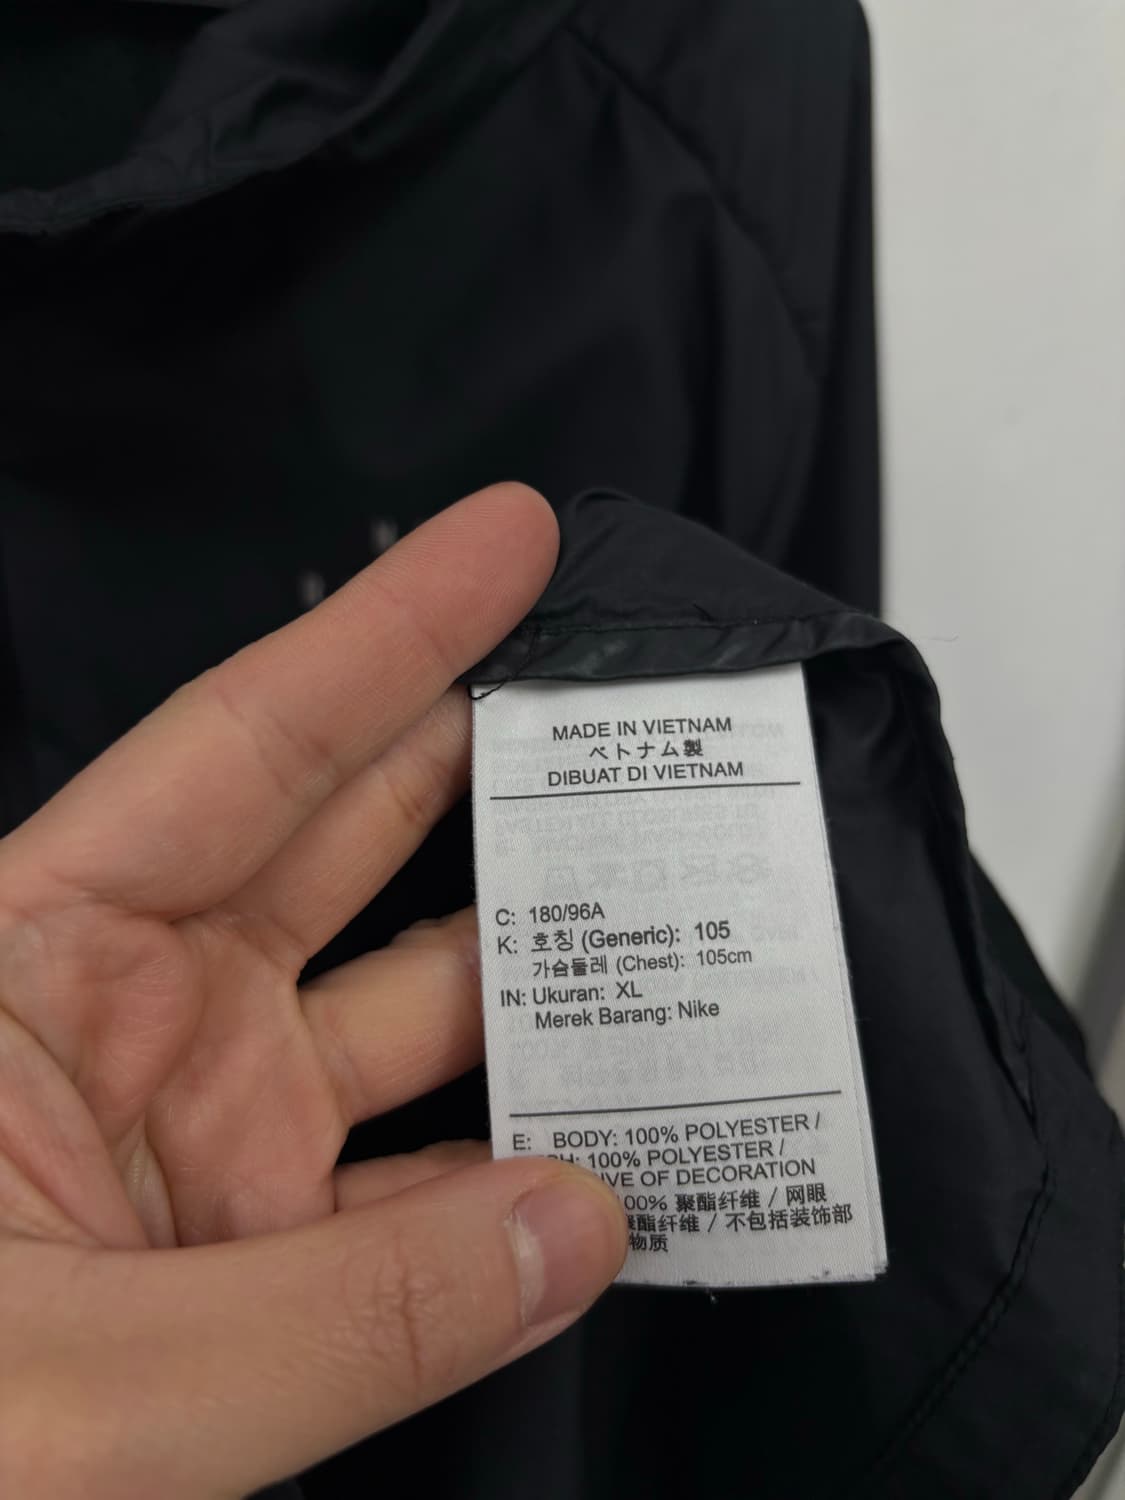 MADE IN VIETNAM
ベトナム製
DIBUAT DI VIETNAM
C: 180/96A
K: 호칭 (Generic): 105
가슴둘레 (Chest): 105cm
IN: Ukuran: XL
Merek Barang: Nike
E: BODY: 100% POLYESTER /
100% POLYESTER /
OF DECORATION
聚酯纤维 / 网眼
聚酯纤维 / 不包括装饰部
物质